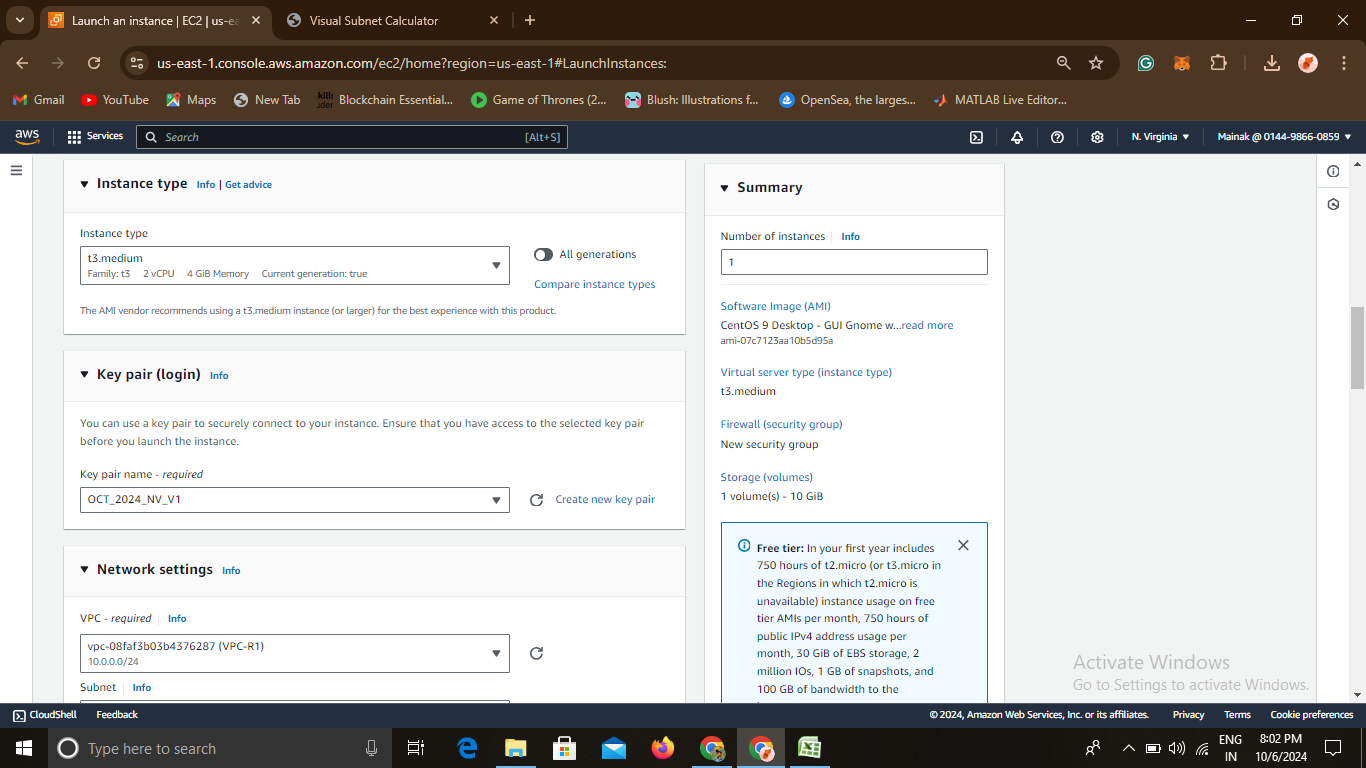 Launch an instance | EC2 | us-ea
Visual Subnet Calculator
us-east-1.console.aws.amazon.com/ec2/home?region=us-east-1#LaunchInstances:
Gmail
YouTube
Maps
New Tab
Blockchain Essential...
Game of Thrones (2...
Blush: Illustrations f...
OpenSea, the larges...
MATLAB Live Editor...
aws
Services
Search
[Alt+S]
N. Virginia
Mainak @ 0144-9866-0859
Instance type Info | Get advice
Instance type
t3.medium
Family: t3 2 vCPU 4 GiB Memory Current generation: true
All generations
Compare instance types
The AMI vendor recommends using a t3.medium instance (or larger) for the best experience with this product.
Key pair (login) Info
You can use a key pair to securely connect to your instance. Ensure that you have access to the selected key pair
before you launch the instance.
Key pair name - required
OCT_2024_NV_V1
Create new key pair
Network settings Info
VPC - required Info
vpc-08faf3b03b4376287 (VPC-R1)
10.0.0.0/24
Subnet Info
Summary
Number of instances Info
1
Software Image (AMI)
CentOS 9 Desktop - GUI Gnome w...read more
ami-07c7123aa10b5d95a
Virtual server type (instance type)
t3.medium
Firewall (security group)
New security group
Storage (volumes)
1 volume(s) - 10 GiB
Free tier: In your first year includes
750 hours of t2.micro (or t3.micro in
the Regions in which t2.micro is
unavailable) instance usage on free
tier AMIs per month, 750 hours of
public IPv4 address usage per
month, 30 GiB of EBS storage, 2
million IOs, 1 GB of snapshots, and
100 GB of bandwidth to the
Activate Windows
Go to Settings to activate Windows.
CloudShell
Feedback
© 2024, Amazon Web Services, Inc. or its affiliates.
Privacy
Terms
Cookie preferences
Type here to search
ENG
IN
8:02 PM
10/6/2024